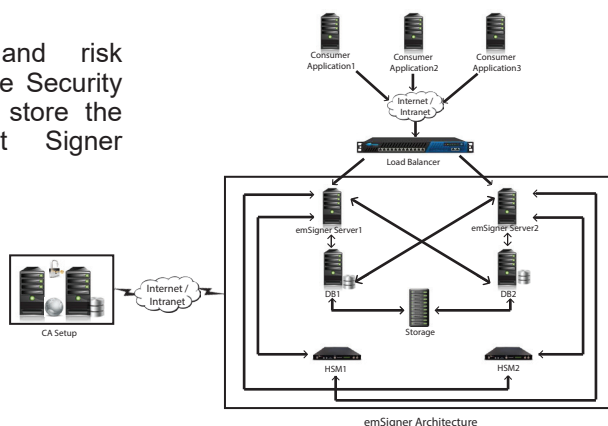 and risk
e Security
store the
t Signer
Consumer
Application1
Consumer
Application2
Consumer
Application3
Internet /
Intranet
Load Balancer
emSigner Server1
emSigner Server2
DB1
DB2
Storage
HSM1
HSM2
Internet /
Intranet
CA Setup
emSigner Architecture